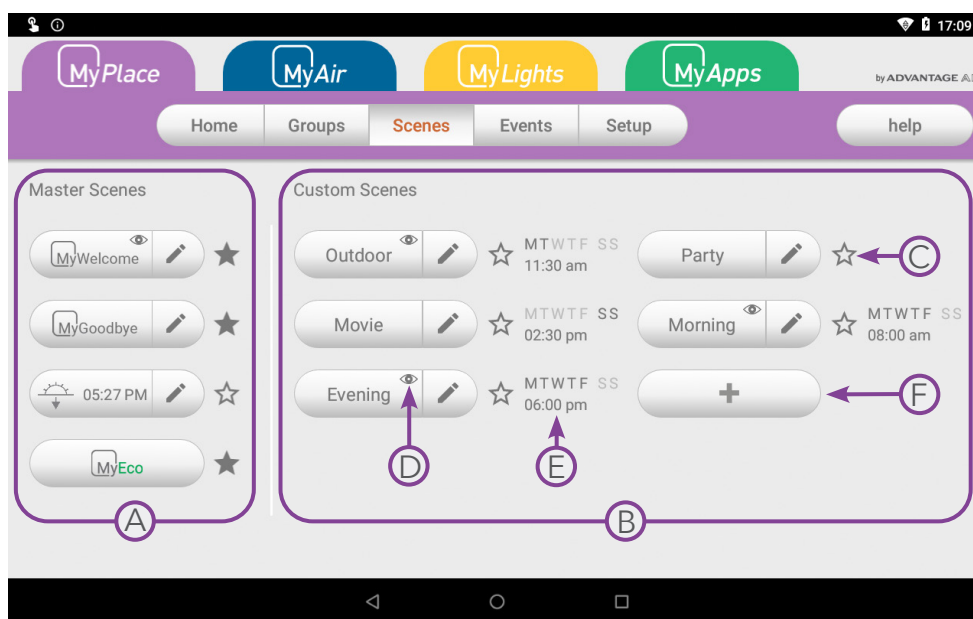 17:09
MyPlace MyAir MyLights MyApps by ADVANTAGE
Home Groups Scenes Events Setup help
Master Scenes
MyWelcome
MyGoodbye
05:27 PM
MyEco
A
Custom Scenes
Outdoor
MTWTF SS
11:30 am
Party
C
Movie
MTWTF SS
02:30 pm
Morning
MTWTF SS
08:00 am
Evening
MTWTF SS
06:00 pm
+
F
D
E
B